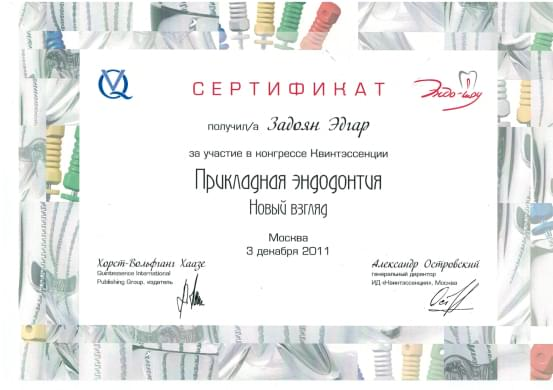 СЕРТИФИКАТ
Эндо-шоу
получил/а Задоян Эдгар
за участие в конгрессе Квинтэссенции
Прикладная эндодонтия
Новый взгляд
Москва
3 декабря 2011
Хорст-Вольфганг Хаазе
Quintessence International
Publishing Group, издатель
Александр Островский
генеральный директор
ИД «Квинтэссенция», Москва